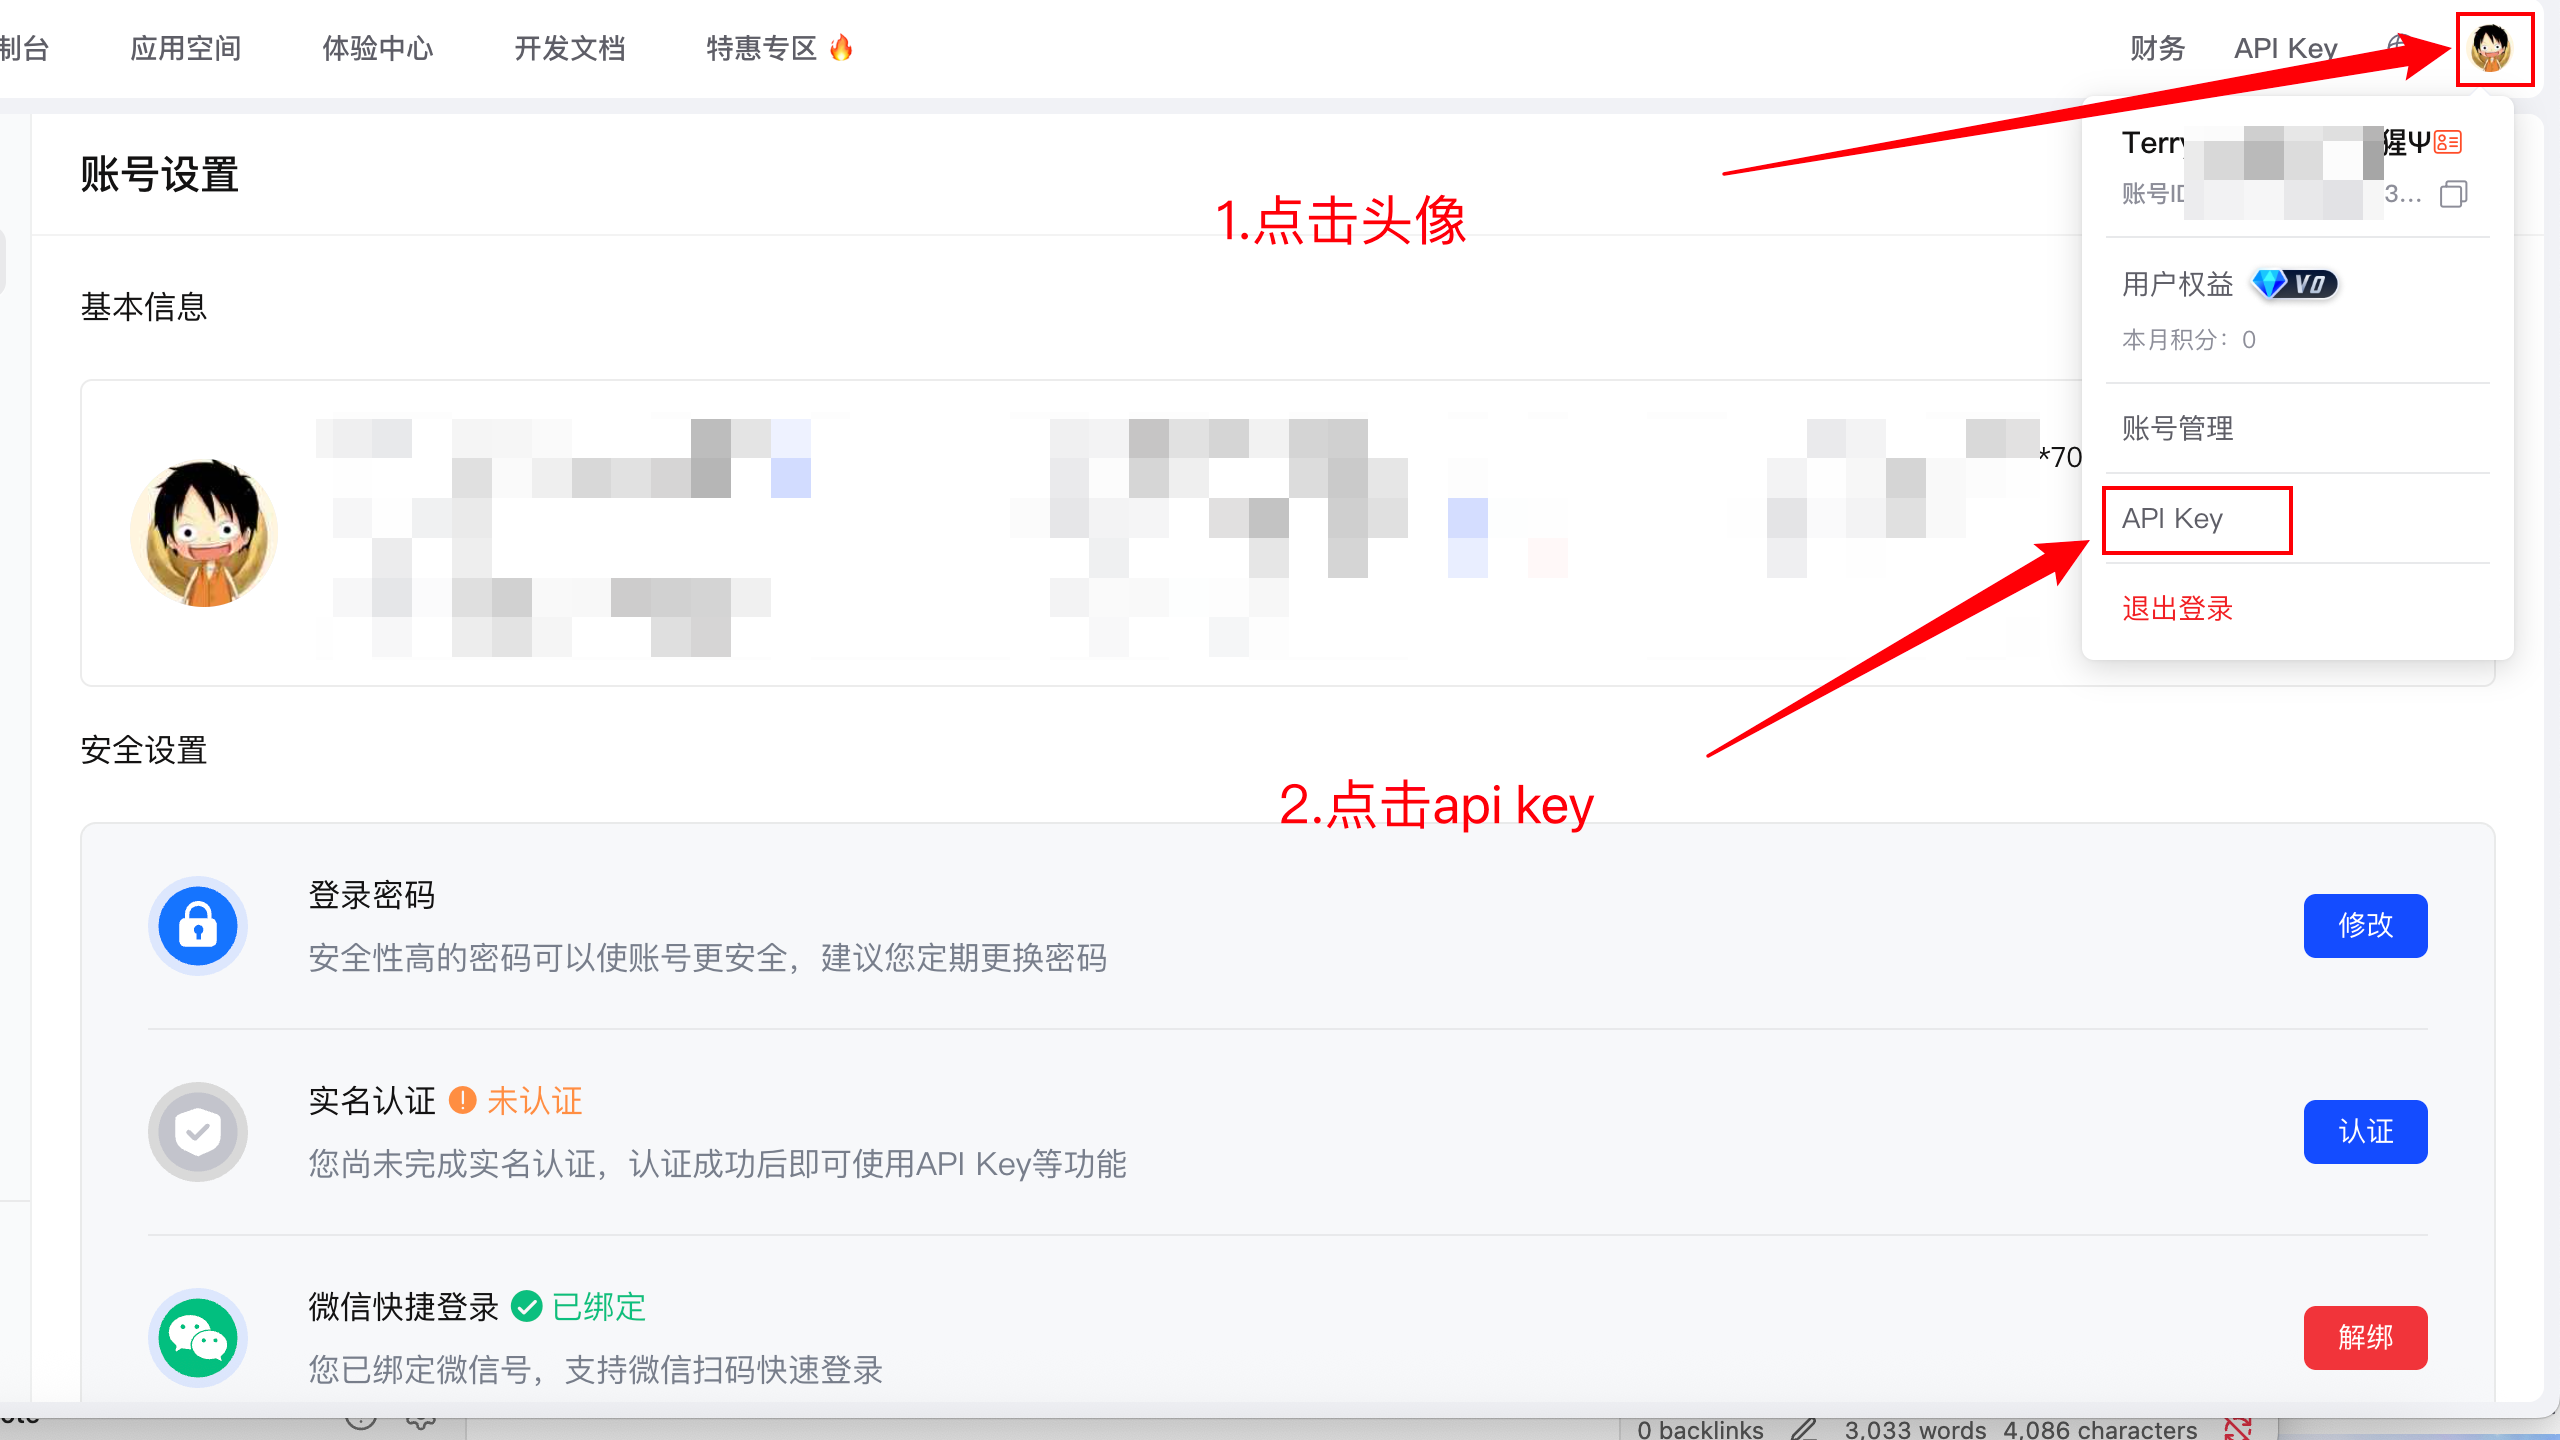 制台 应用空间 体验中心 开发文档 特惠专区 财务 API Key
账号设置
1.点击头像
Terry 猩Ψ
账号ID 3...
用户权益 V0
本月积分：0
基本信息
账号管理
*70
API Key
退出登录
安全设置
2.点击api key
登录密码
安全性高的密码可以使账号更安全，建议您定期更换密码
修改
实名认证 未认证
您尚未完成实名认证，认证成功后即可使用API Key等功能
认证
微信快捷登录 已绑定
您已绑定微信号，支持微信扫码快速登录
解绑
0 backlinks 3,033 words 4,086 characters